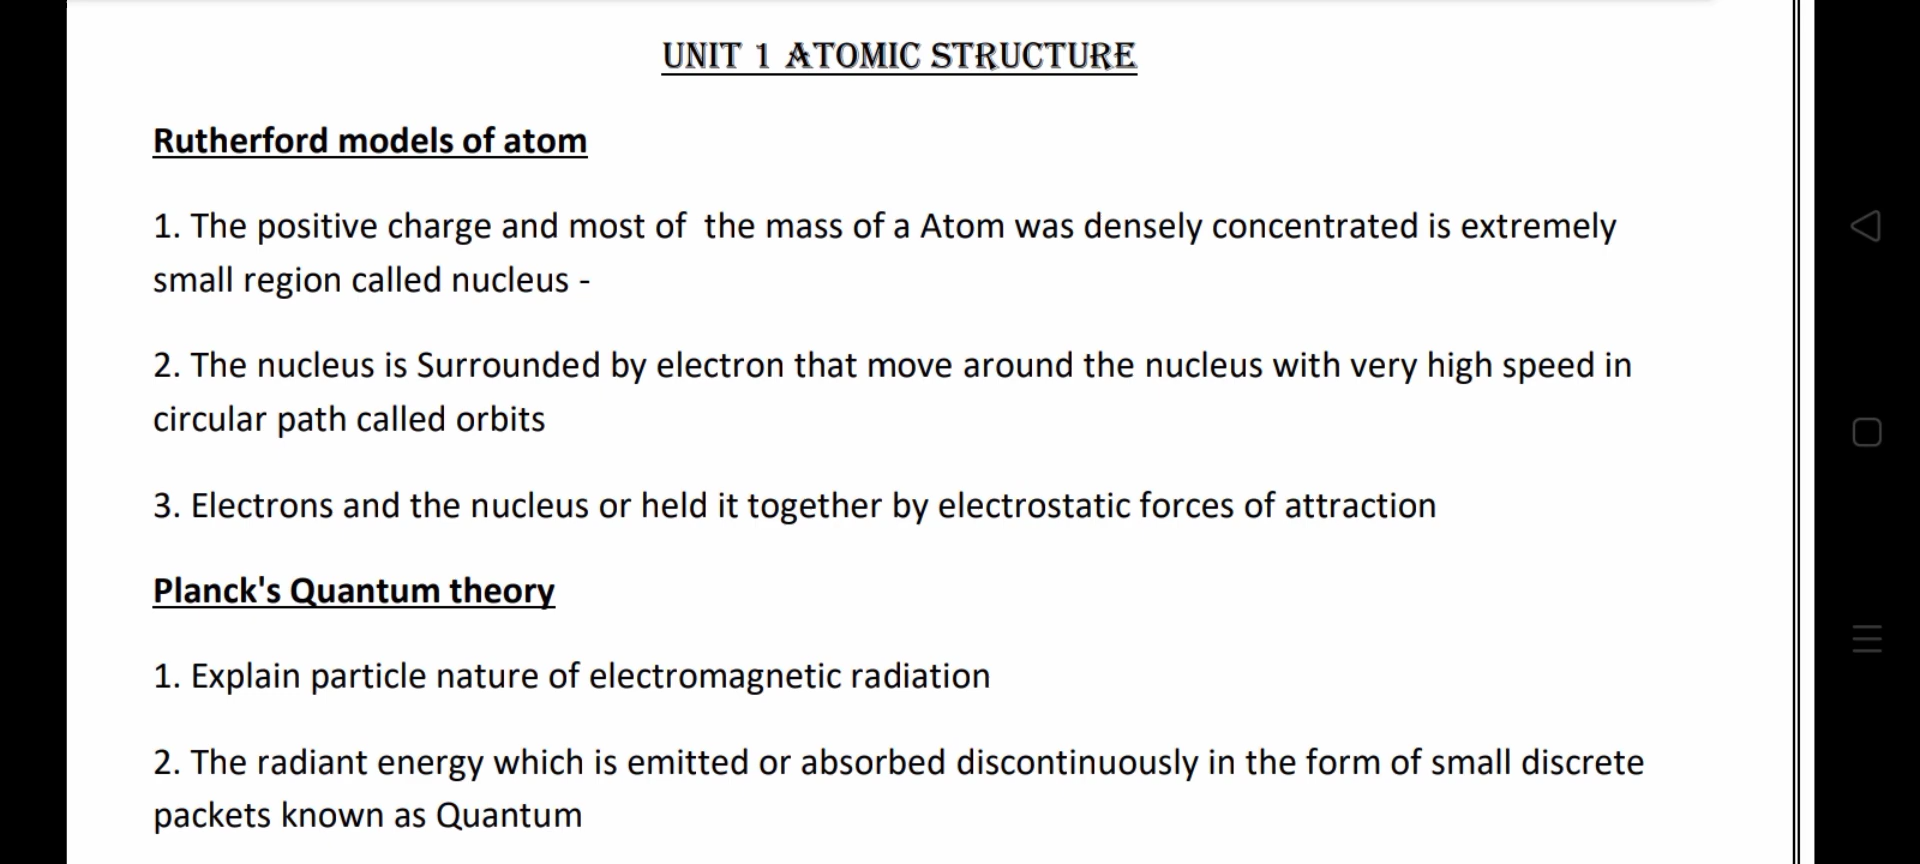 UNIT 1 ATOMIC STRUCTURE
Rutherford models of atom
1. The positive charge and most of  the mass of a Atom was densely concentrated is extremely
small region called nucleus -
2. The nucleus is Surrounded by electron that move around the nucleus with very high speed in
circular path called orbits
3. Electrons and the nucleus or held it together by electrostatic forces of attraction
Planck's Quantum theory
1. Explain particle nature of electromagnetic radiation
2. The radiant energy which is emitted or absorbed discontinuously in the form of small discrete
packets known as Quantum